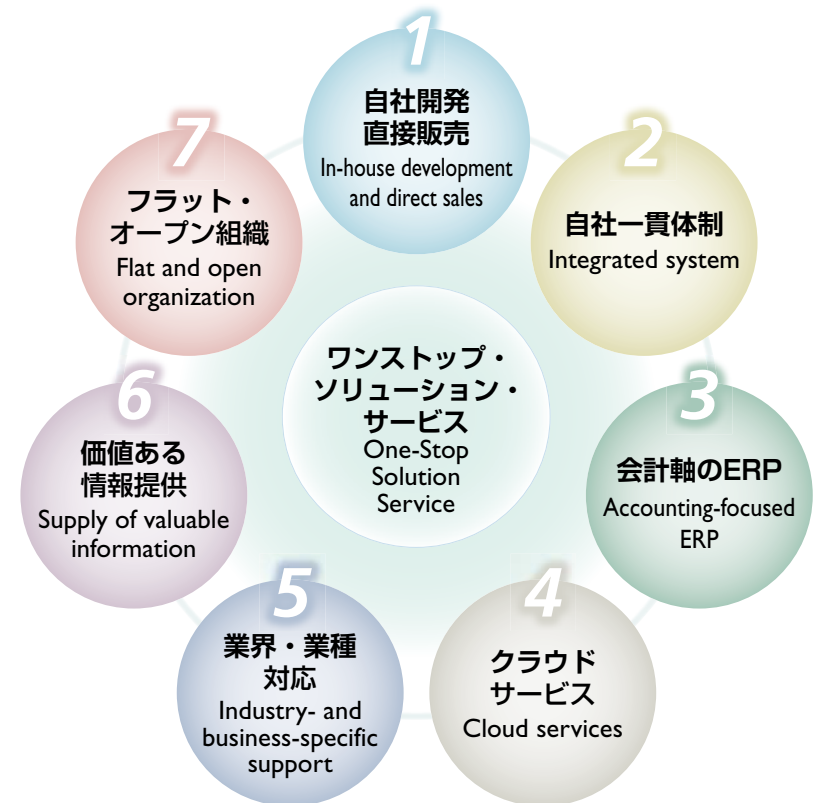 1
自社開発
直接販売
In-house development
and direct sales
2
自社一貫体制
Integrated system
3
会計軸のERP
Accounting-focused
ERP
4
クラウド
サービス
Cloud services
5
業界・業種
対応
Industry- and
business-specific
support
6
価値ある
情報提供
Supply of valuable
information
7
フラット・
オープン組織
Flat and open
organization
ワンストップ・
ソリューション・
サービス
One-Stop
Solution
Service